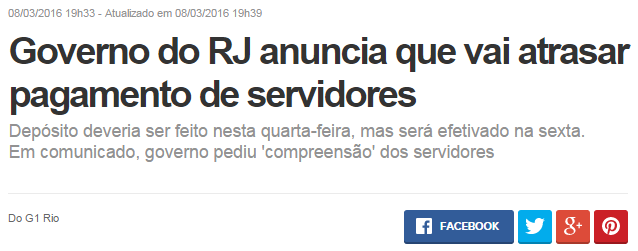 08/03/2016 19h33 - Atualizado em 08/03/2016 19h39
Governo do RJ anuncia que vai atrasar
pagamento de servidores
Depósito deveria ser feito nesta quarta-feira, mas será efetivado na sexta.
Em comunicado, governo pediu 'compreensão' dos servidores
Do G1 Rio
FACEBOOK